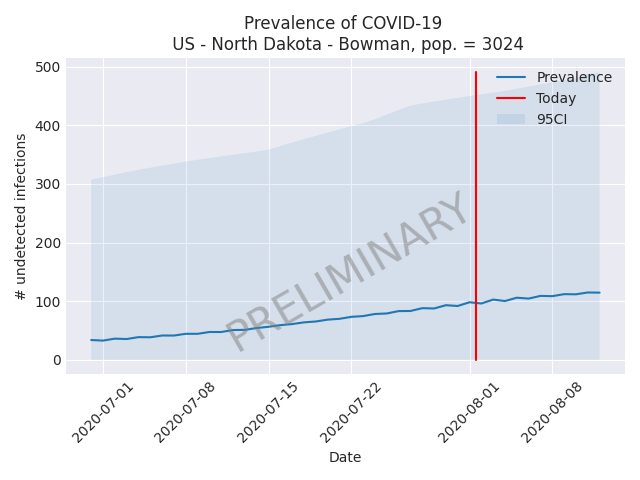 Prevalence of COVID-19
US - North Dakota - Bowman, pop. = 3024
# undetected infections
500
400
300
200
100
0
Prevalence
Today
95CI
PRELIMINARY
2020-07-01
2020-07-08
2020-07-15
2020-07-22
2020-08-01
2020-08-08
Date